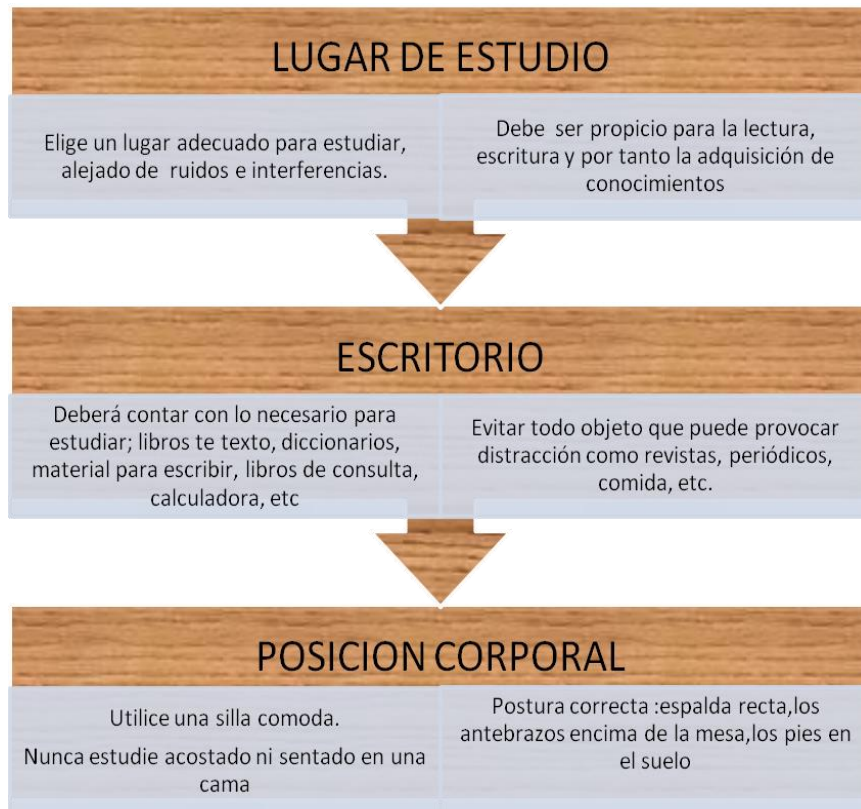 LUGAR DE ESTUDIO
Elige un lugar adecuado para estudiar,
alejado de ruidos e interferencias.
Debe ser propicio para la lectura,
escritura y por tanto la adquisición de
conocimientos
ESCRITORIO
Deberá contar con lo necesario para
estudiar; libros te texto, diccionarios,
material para escribir, libros de consulta,
calculadora, etc
Evitar todo objeto que puede provocar
distracción como revistas, periódicos,
comida, etc.
POSICION CORPORAL
Utilice una silla comoda.
Nunca estudie acostado ni sentado en una
cama
Postura correcta :espalda recta,los
antebrazos encima de la mesa,los pies en
el suelo